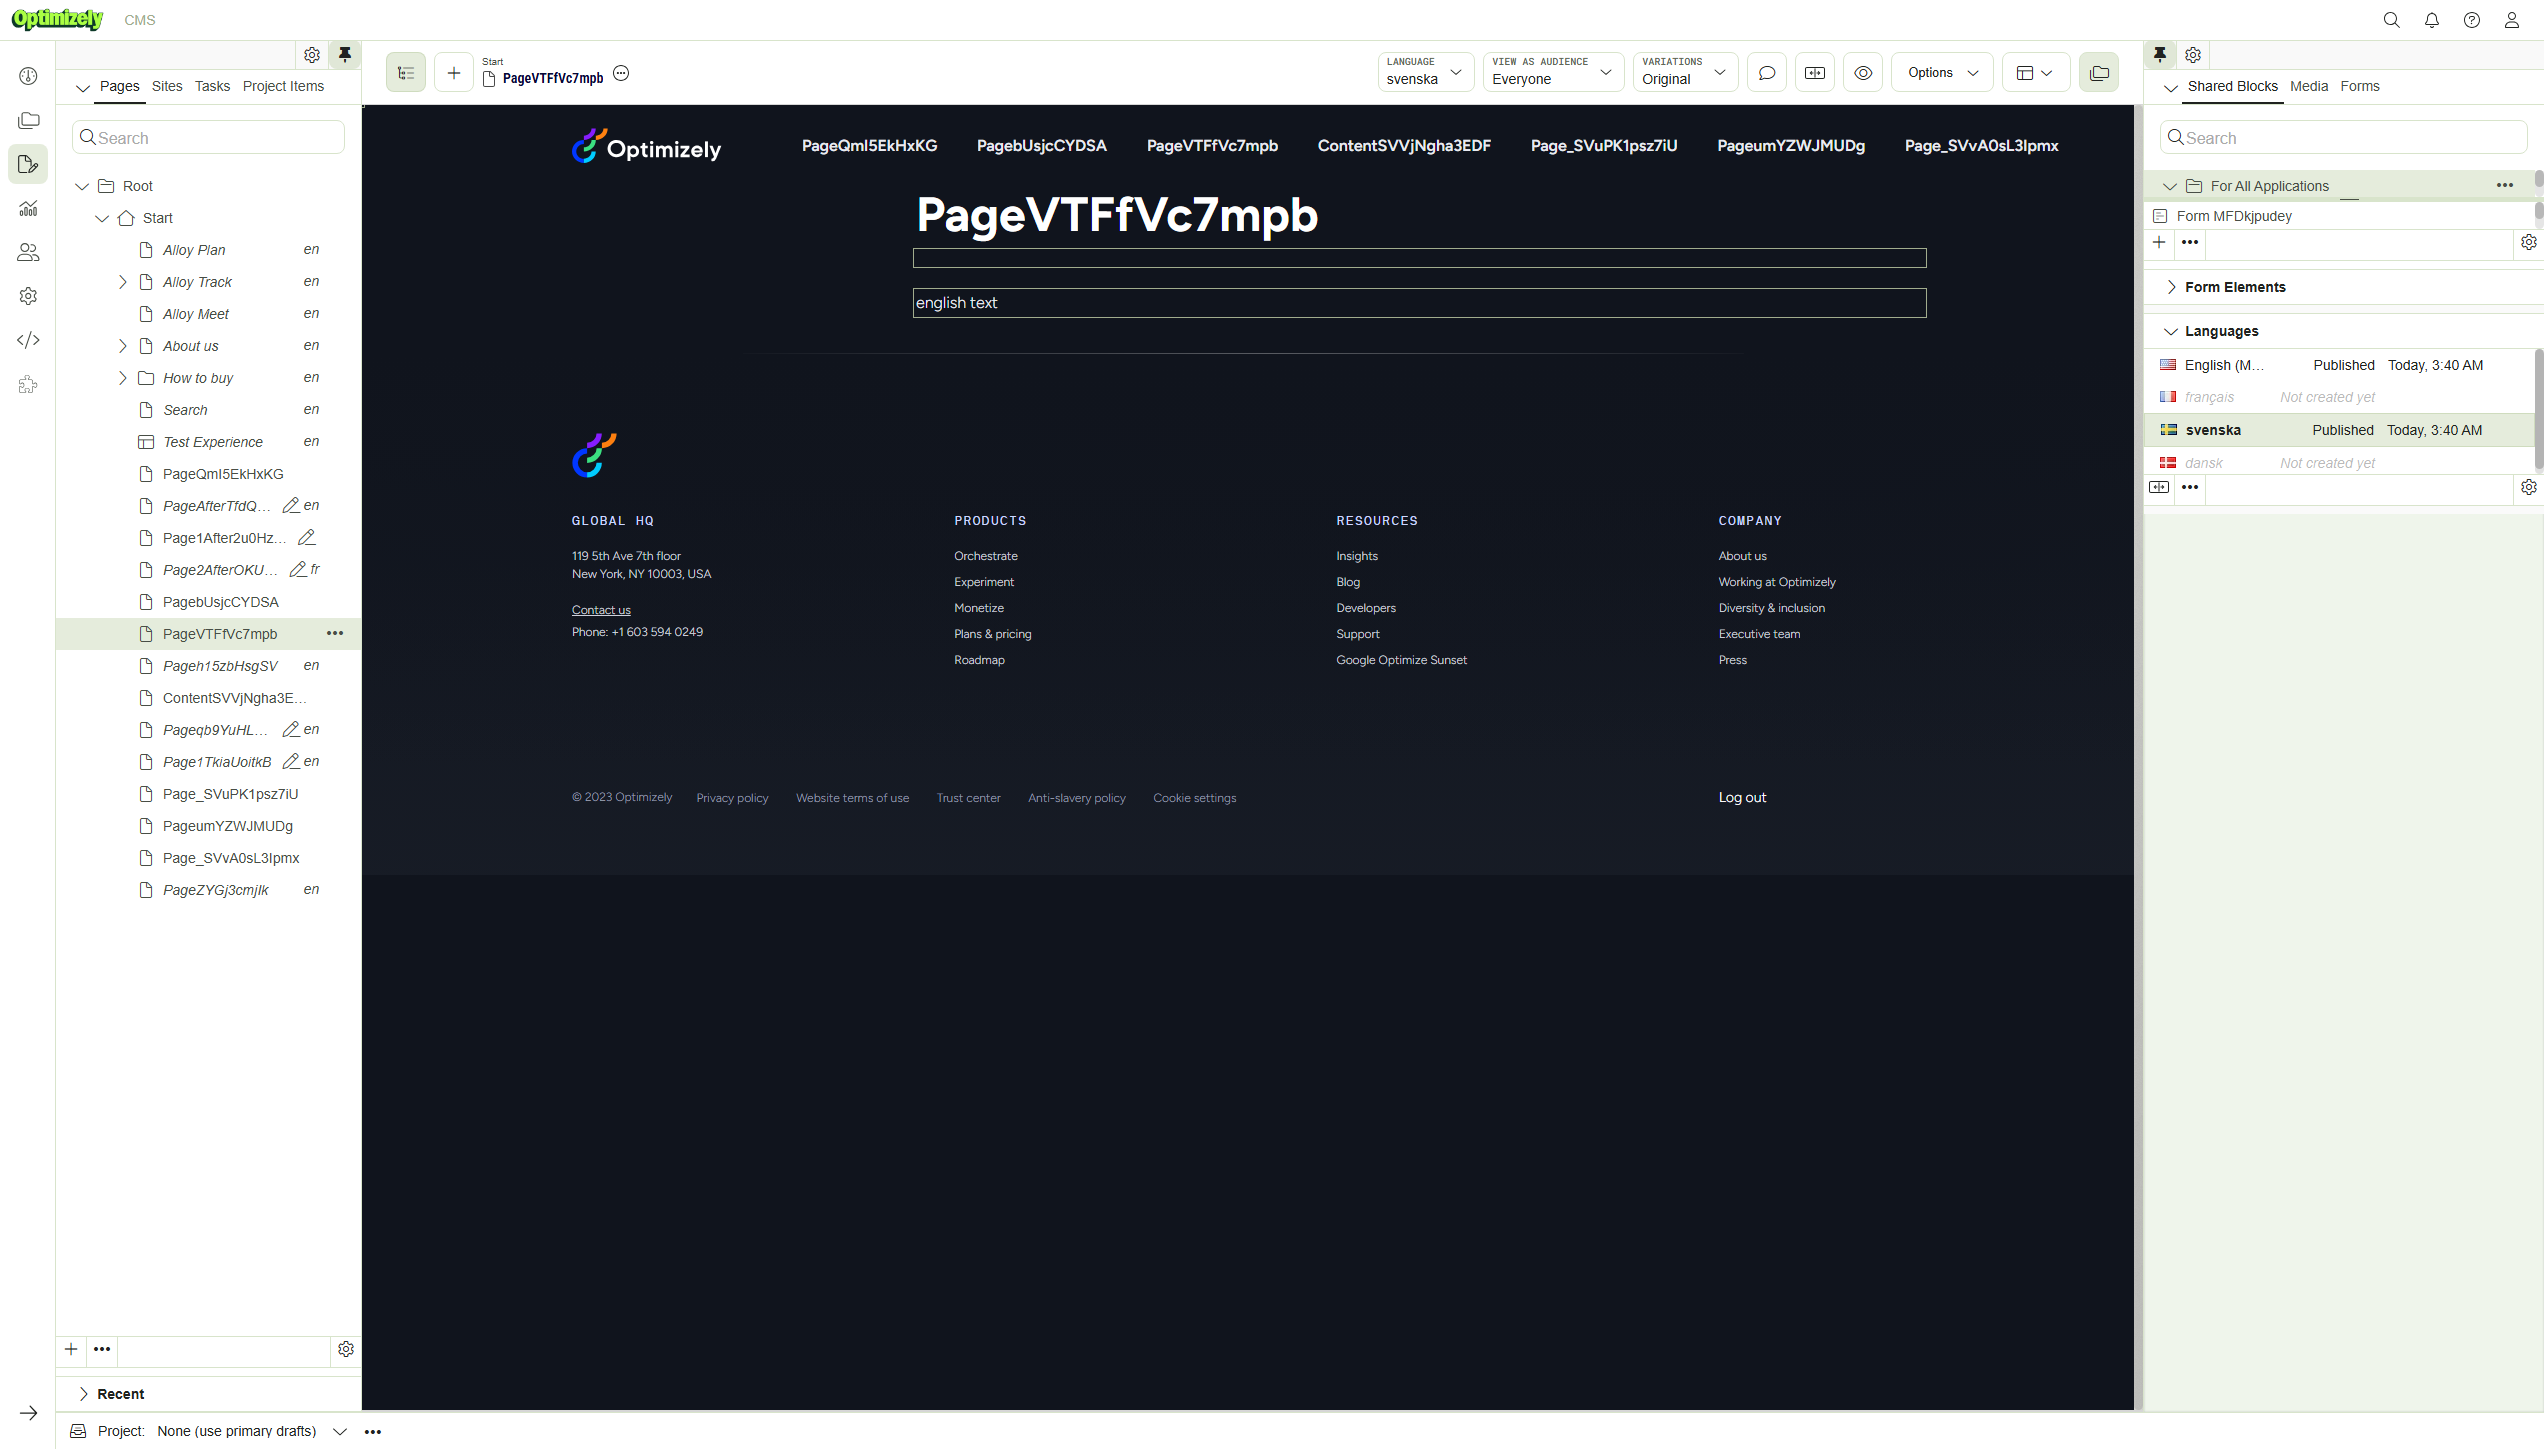 Optimizely CMS
Pages Sites Tasks Project Items
Search
Root
Start
Alloy Plan en
Alloy Track en
Alloy Meet en
About us en
How to buy en
Search en
Test Experience en
PageQmI5EkHxKG
PageAfterTfdQ... en
Page1After2u0Hz...
Page2AfterOKU... fr
PagebUsjcCYDSA
PageVTFfVc7mpb
Pageh15zbHsgSV en
ContentSVVjNgha3E...
Pageqb9YuHL... en
Page1TkiaUoitkB en
Page_SVuPK1psz7iU
PageumYZWJMUDg
Page_SVvA0sL3Ipmx
PageZYGj3cmjIk en
Recent
Project: None (use primary drafts)
Start
PageVTFfVc7mpb
LANGUAGE
svenska
VIEW AS AUDIENCE
Everyone
VARIATIONS
Original
Options
Optimizely PageQmI5EkHxKG PagebUsjcCYDSA PageVTFfVc7mpb ContentSVVjNgha3EDF Page_SVuPK1psz7iU PageumYZWJMUDg Page_SVvA0sL3Ipmx
PageVTFfVc7mpb
english text
GLOBAL HQ
119 5th Ave 7th floor
New York, NY 10003, USA
Contact us
Phone: +1 603 594 0249
PRODUCTS
Orchestrate
Experiment
Monetize
Plans & pricing
Roadmap
RESOURCES
Insights
Blog
Developers
Support
Google Optimize Sunset
COMPANY
About us
Working at Optimizely
Diversity & inclusion
Executive team
Press
© 2023 Optimizely Privacy policy Website terms of use Trust center Anti-slavery policy Cookie settings Log out
Shared Blocks Media Forms
Search
For All Applications
Form MFDkjpudey
Form Elements
Languages
English (M... Published Today, 3:40 AM
français Not created yet
svenska Published Today, 3:40 AM
dansk Not created yet